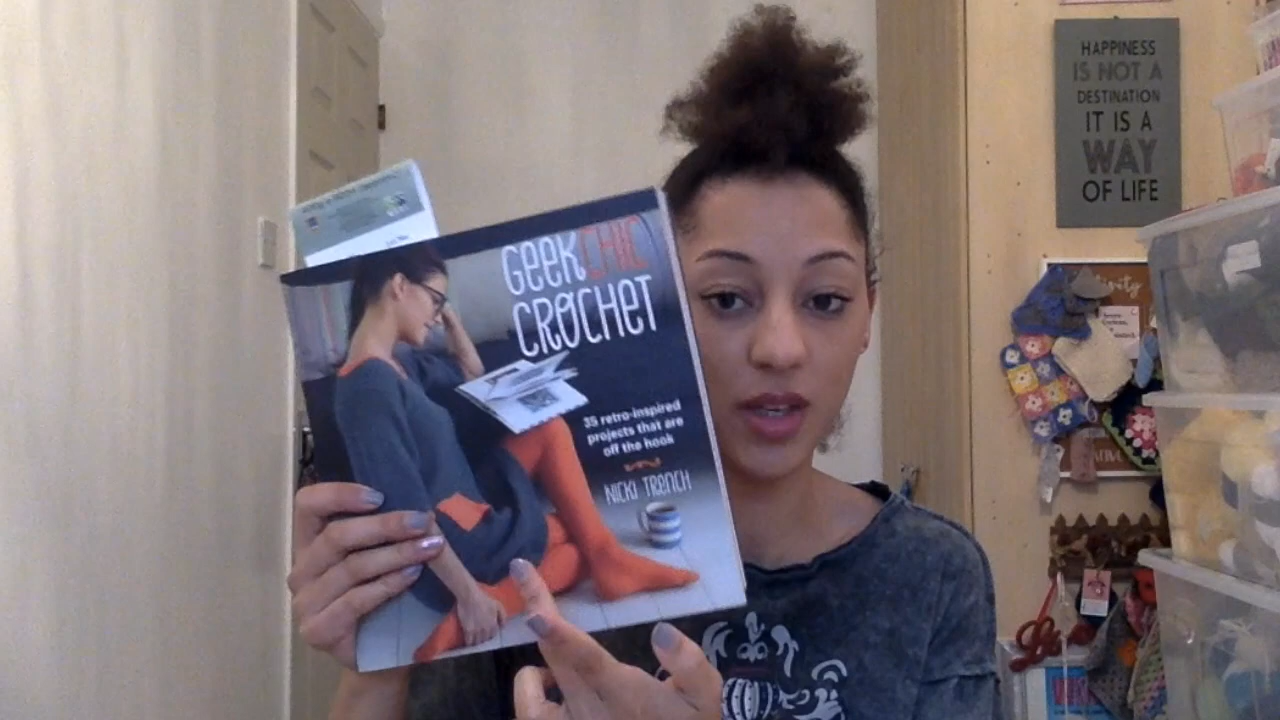 GEEK CHIC
CROCHET
35 retro-inspired
projects that are
off the hook
NICKI TRENCH
HAPPINESS
IS NOT A
DESTINATION
IT IS A
WAY
OF LIFE